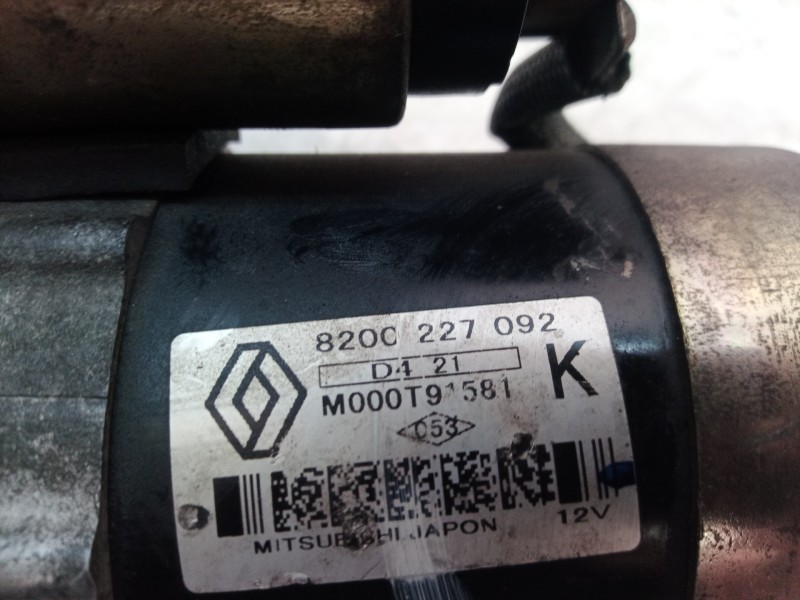 8200 227 092
D4 21
K
M000T91581
053
MITSUBISHI JAPON
12V